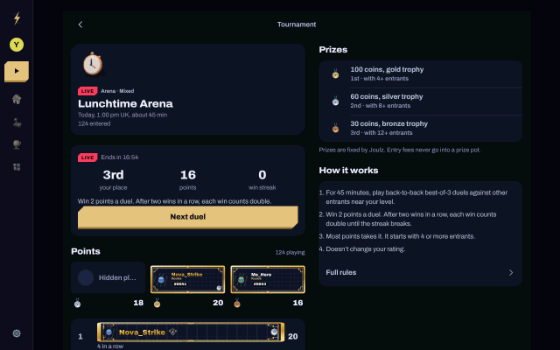 Tournament
Y
LIVE Arena · Mixed
Lunchtime Arena
Today, 1:00 pm UK, about 45 min
124 entered
LIVE Ends in 16:54
3rd
your place
16
points
0
win streak
Win 2 points a duel. After two wins in a row, each win counts double.
Next duel
Points
124 playing
Hidden pl...
18
Nova_Strike
20
Me_Hero
16
1
Nova_Strike
20
4 in a row
Prizes
100 coins, gold trophy
1st · with 4+ entrants
60 coins, silver trophy
2nd · with 8+ entrants
30 coins, bronze trophy
3rd · with 12+ entrants
Prizes are fixed by Joulz. Entry fees never go into a prize pot.
How it works
1. For 45 minutes, play back-to-back best-of-3 duels against other
entrants near your level.
2. Win 2 points a duel. After two wins in a row, each win counts
double until the streak breaks.
3. Most points takes it. It starts with 4 or more entrants.
4. Doesn't change your rating.
Full rules